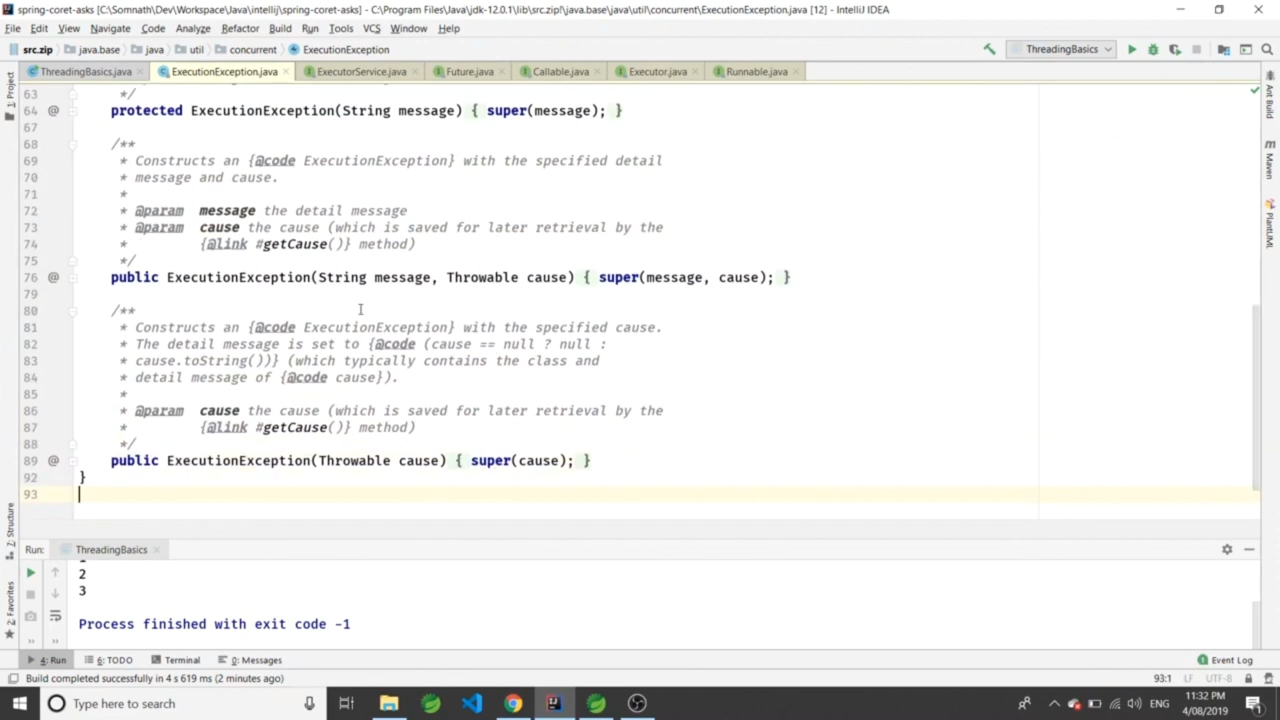 spring-coret-asks [C:\Somnath\Dev\Workspace\Java\intellij\spring-coret-asks] - C:\Program Files\Java\jdk-12.0.1\lib\src.zip!\java.base\java\util\concurrent\ExecutionException.java [12] - IntelliJ IDEA
File Edit View Navigate Code Analyze Refactor Build Run Tools VCS Window Help
src.zip java.base java util concurrent ExecutionException ThreadingBasics
ThreadingBasics.java ExecutionException.java ExecutorService.java Future.java Callable.java Executor.java Runnable.java
1: Project
Ant Build
Maven
PlantUML
63 */
64 @ protected ExecutionException(String message) { super(message); }
67
68 /**
69 * Constructs an {@code ExecutionException} with the specified detail
70 * message and cause.
71 *
72 * @param message the detail message
73 * @param cause the cause (which is saved for later retrieval by the
74 * {@link #getCause()} method)
75 */
76 @ public ExecutionException(String message, Throwable cause) { super(message, cause); }
79
80 /**
81 * Constructs an {@code ExecutionException} with the specified cause.
82 * The detail message is set to {@code (cause == null ? null :
83 * cause.toString())} (which typically contains the class and
84 * detail message of {@code cause}).
85 *
86 * @param cause the cause (which is saved for later retrieval by the
87 * {@link #getCause()} method)
88 */
89 @ public ExecutionException(Throwable cause) { super(cause); }
92 }
93
Z: Structure
2: Favorites
Run: ThreadingBasics
2
3
Process finished with exit code -1
4: Run 6: TODO Terminal 0: Messages Event Log
Build completed successfully in 4 s 619 ms (2 minutes ago) 93:1 LF UTF-8
Type here to search ENG 11:32 PM
4/08/2019